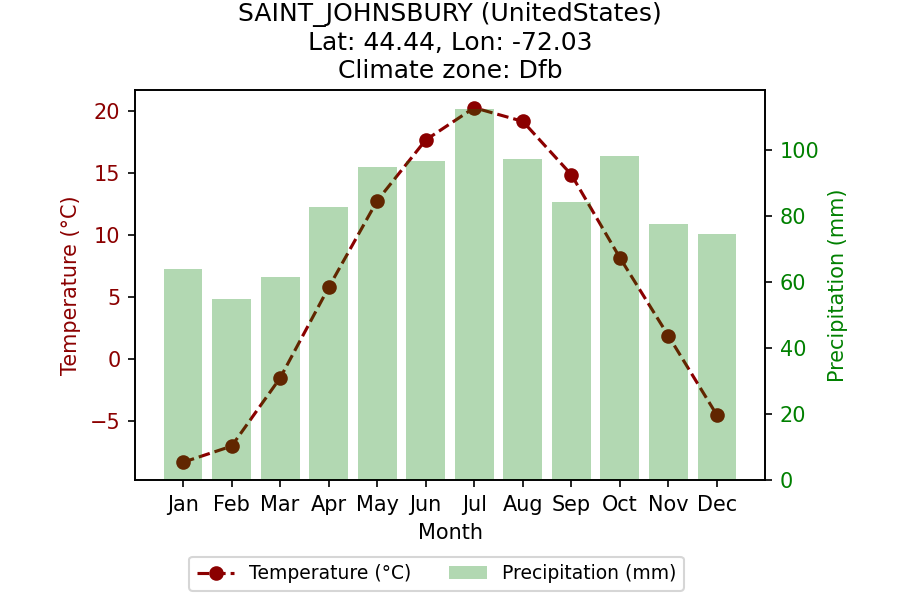 SAINT_JOHNSBURY (UnitedStates)
Lat: 44.44, Lon: -72.03
Climate zone: Dfb
20
15
10
5
0
−5
Temperature (°C)
100
80
60
40
20
0
Precipitation (mm)
Jan Feb Mar Apr May Jun Jul Aug Sep Oct Nov Dec
Month
Temperature (°C) Precipitation (mm)